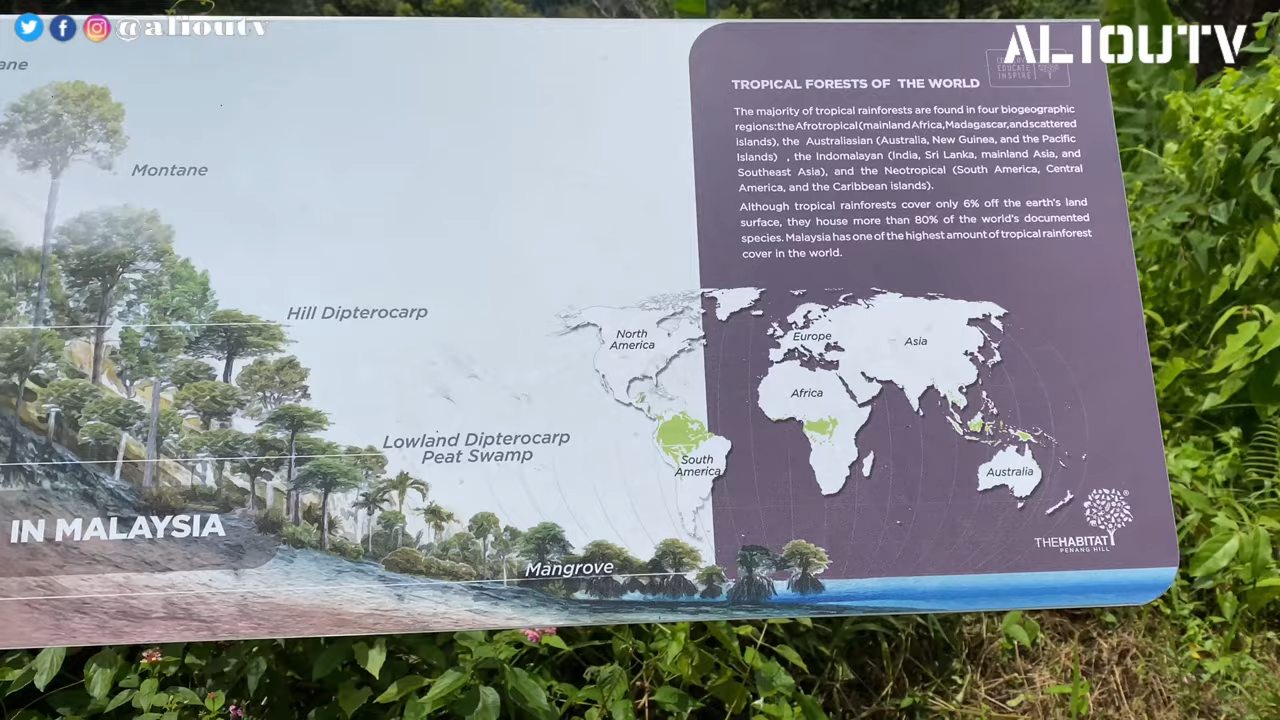 @alioutv
ALIOUTV
ane
Montane
Hill Dipterocarp
Lowland Dipterocarp
Peat Swamp
IN MALAYSIA
Mangrove
EDUCATE
INSPIRE
TROPICAL FORESTS OF THE WORLD
The majority of tropical rainforests are found in four biogeographic
regions:the Afrotropical(mainland Africa, Madagascar, and scattered
islands), the Australiasian (Australia, New Guinea, and the Pacific
Islands) , the Indomalayan (India, Sri Lanka, mainland Asia, and
Southeast Asia), and the Neotropical (South America, Central
America, and the Caribbean islands).
Although tropical rainforests cover only 6% off the earth's land
surface, they house more than 80% of the world's documented
species. Malaysia has one of the highest amount of tropical rainforest
cover in the world.
North
America
Europe
Asia
Africa
South
America
Australia
THEHABITAT®
PENANG HILL